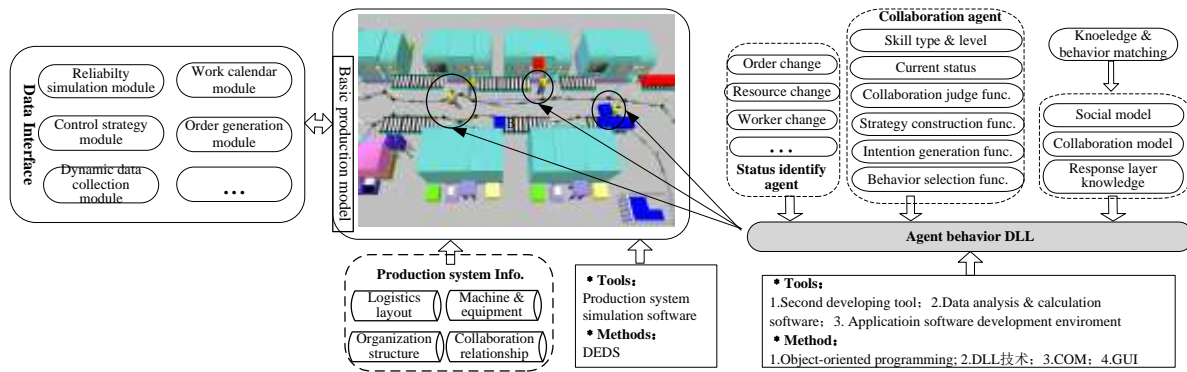 Data Interface
Reliabilty
simulation module
Work calendar
module
Control strategy
module
Order generation
module
Dynamic data
collection
module
...
Basic production model
Production system Info.
Logistics
layout
Machine &
equipment
Organization
structure
Collaboration
relationship
* Tools：
Production system
simulation software
* Methods：
DEDS
Order change
Resource change
Worker change
...
Status identify
agent
Collaboration agent
Skill type & level
Current status
Collaboration judge func.
Strategy construction func.
Intention generation func.
Behavior selection func.
Knoeledge &
behavior matching
Social model
Collaboration model
Response layer
knowledge
Agent behavior DLL
* Tools：
1.Second developing tool；2.Data analysis & calculation
software；3. Applicatioin software development enviroment
* Method：
1.Object-oriented programming; 2.DLL技术；3.COM；4.GUI